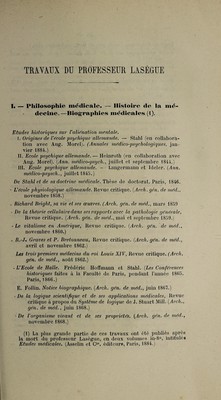 TRAVAUX DU PROFESSEUR LASÈGUE
I. — Philosophie médicale. — Histoire de la mé-
decine. — Biographies médicales (1).
Etudes historiques sur l'aliénation mentale.
I. Origines de l'école psychique allemande. — Stahl (en collabora-
tion avec Aug. Morel). (Annales médico-psychologiques, jan-
vier 1844.)
II. Ecole psychique allemande. — Heinroth (en collaboration avec
Aug. Morel). (Ann. médico-psych., juillet et septembre 1844.)
III. Ecole psychique allemande. — Langermann et Ideler. (Ann.
médico-psych., juillet 1845).
De Stahl et de sa doctrine médicale. Thèse de doctorat, Paris, 1846.
L'école physiologique allemande. Revue critique, (Arch. gén. de méd.,
novembre 1858.)
Richard Bright, sa vie et ses œuvres. (Arch. gén. de méd., mars 1859
De la théorie cellulaire dans ses rapports avec la pathologie générale.
Revue critique. (Arch. gén. de méd., mai et septembre 1859.)
Le vitalisme en Amérique, Revue critique. (Arch. gén. de méd.,
novembre 1860.)
R.-J. Graves et P. Bretonneau, Revue critique. (Arch. gén. de méd.,
avril et novembre 1862.)
Les trois premiers médecins du roi Louis XIV. Revue critique. (Arch.
gén. de méd., août 1862.)
L'Ecole de Halle. Frédéric Hoffmann et Stahl. (Les Conférences
historiques faites à la Faculté de Paris, pendant l'année 1865.
Paris, 1866.)
E. Follin. Notice biographique. (Arch. gén. de méd., juin 1867.)
De la logique scientifique et de ses applications médicales, Revue
critique à propos du Système de logique de J. Stuart Mill. (Arch.
gén. de méd., juin 1868.)
De l'organisme vivant et de ses propriétés. (Arch. gén. de méd.,
novembre 1868.)
(1) La plus grande partie de ces travaux ont été publiés après
la mort du professeur Lasègue, en deux volumes in-8°, intitulés
Etudes médicales. (Asselin et Cie, éditeurs, Paris, 1884.)